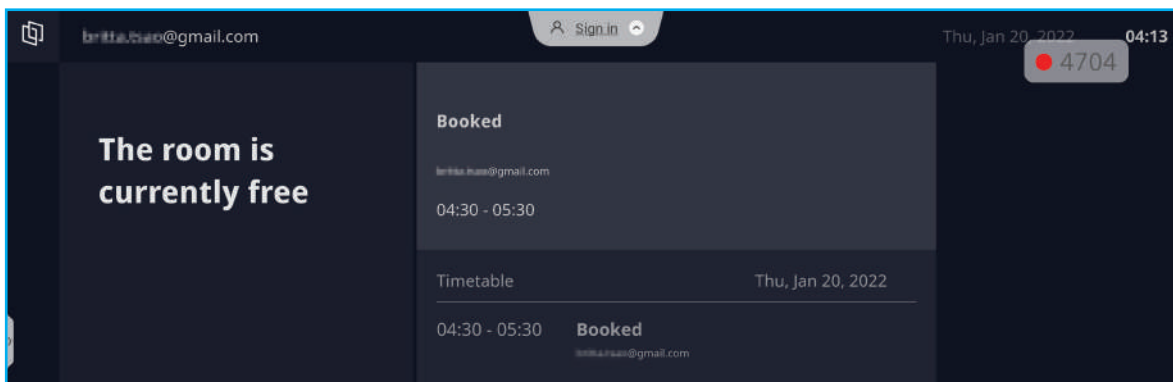 @gmail.com
Sign in
Thu, Jan 20, 2022
04:13
4704
The room is
currently free
Booked
@gmail.com
04:30 - 05:30
Timetable
Thu, Jan 20, 2022
04:30 - 05:30
Booked
@gmail.com